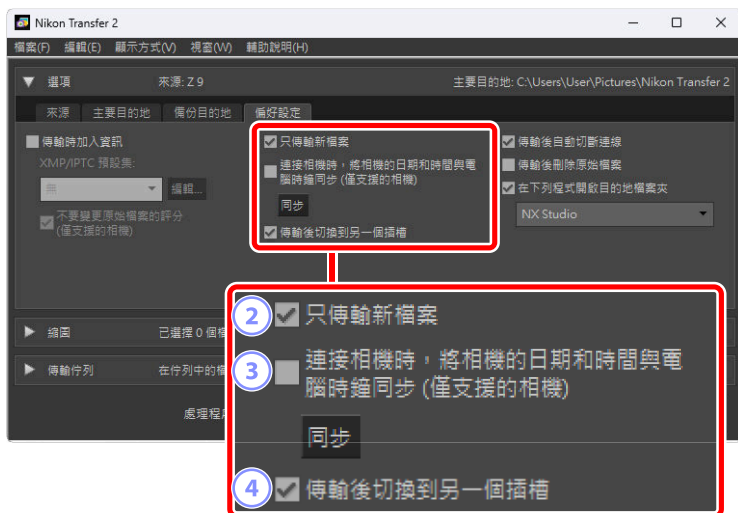 Nikon Transfer 2
檔案(F) 編輯(E) 顯示方式(V) 視窗(W) 輔助說明(H)
選項 來源: Z 9 主要目的地: C:\Users\User\Pictures\Nikon Transfer 2
來源 主要目的地 備份目的地 偏好設定
傳輸時加入資訊
XMP/IPTC 預設集:
無 編輯...
不要變更原始檔案的評分
(僅支援的相機)
只傳輸新檔案
連接相機時，將相機的日期和時間與電
腦時鐘同步 (僅支援的相機)
同步
傳輸後切換到另一個插槽
傳輸後自動切斷連線
傳輸後刪除原始檔案
在下列程式開啟目的地檔案夾
NX Studio
縮圖 已選擇 0 個
傳輸佇列 在佇列中的
處理程
2 只傳輸新檔案
3 連接相機時，將相機的日期和時間與電
腦時鐘同步 (僅支援的相機)
同步
4 傳輸後切換到另一個插槽